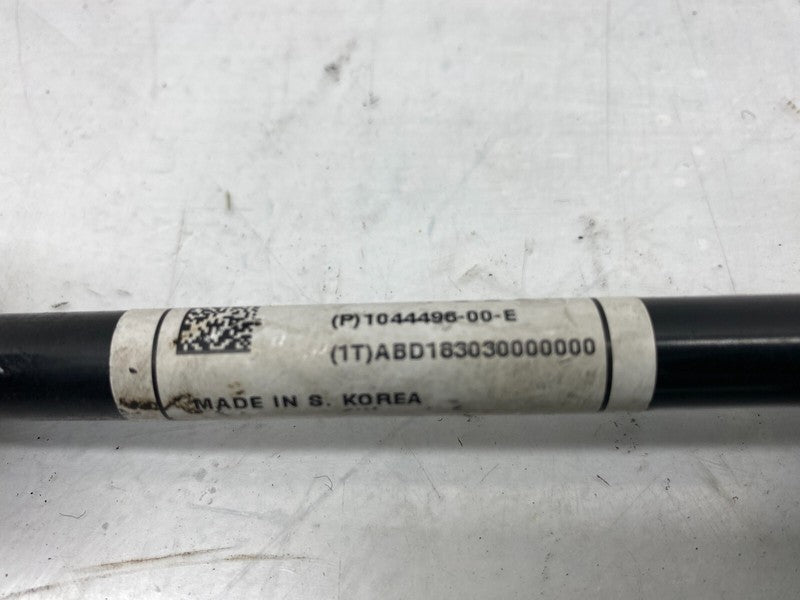 (P)1044496-00-E
(1T)ABD183030000000
MADE IN S. KOREA